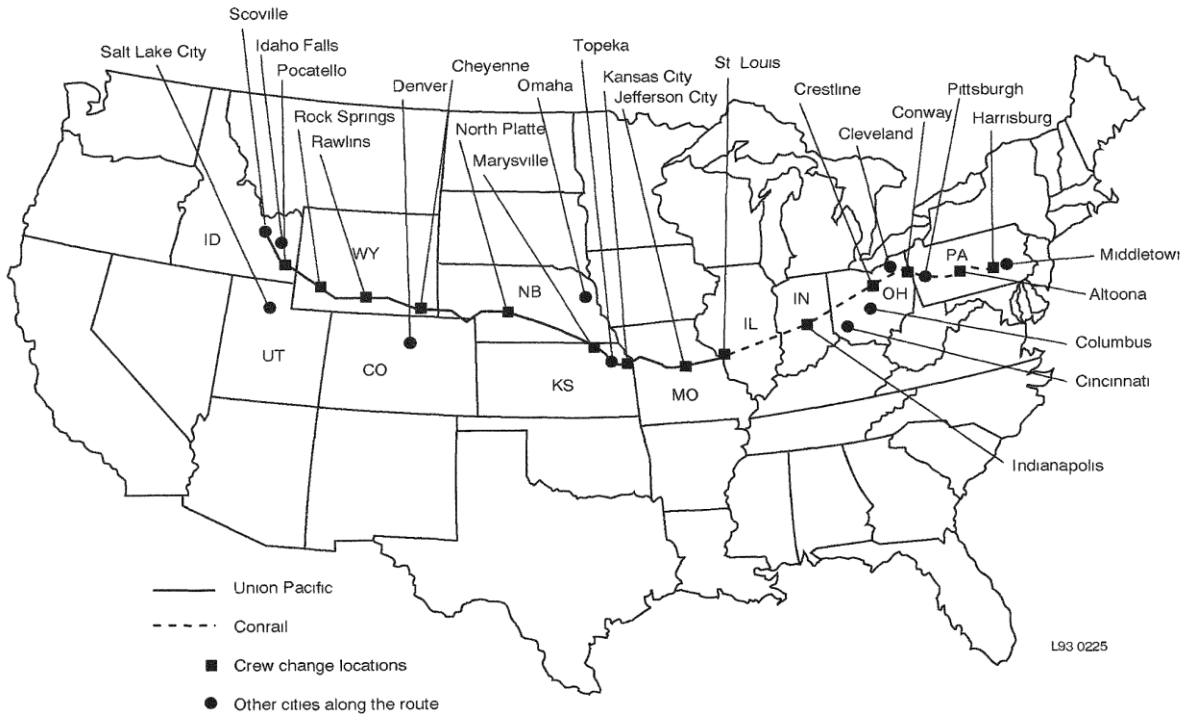 Scoville
Idaho Falls
Pocatello
Salt Lake City
Rock Springs
Rawlins
Denver
Cheyenne
North Platte
Marysville
Omaha
Topeka
Kansas City
Jefferson City
St Louis
Crestline
Cleveland
Conway
Pittsburgh
Harrisburg
Middletown
Altoona
Columbus
Cincinnati
Indianapolis
ID
WY
NB
UT
CO
KS
MO
IL
IN
OH
PA
Union Pacific
Conrail
Crew change locations
Other cities along the route
L93 0225